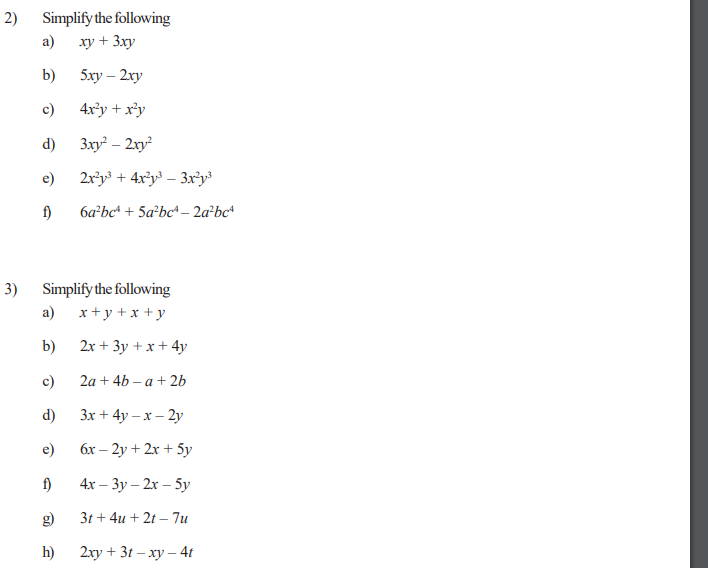 2) Simplify the following
a) xy + 3xy
b) 5xy – 2xy
c) 4x²y + x²y
d) 3xy² – 2xy²
e) 2x²y³ + 4x²y³ – 3x²y³
f) 6a²bc⁴ + 5a²bc⁴ – 2a²bc⁴
3) Simplify the following
a) x + y + x + y
b) 2x + 3y + x + 4y
c) 2a + 4b – a + 2b
d) 3x + 4y – x – 2y
e) 6x – 2y + 2x + 5y
f) 4x – 3y – 2x – 5y
g) 3t + 4u + 2t – 7u
h) 2xy + 3t – xy – 4t